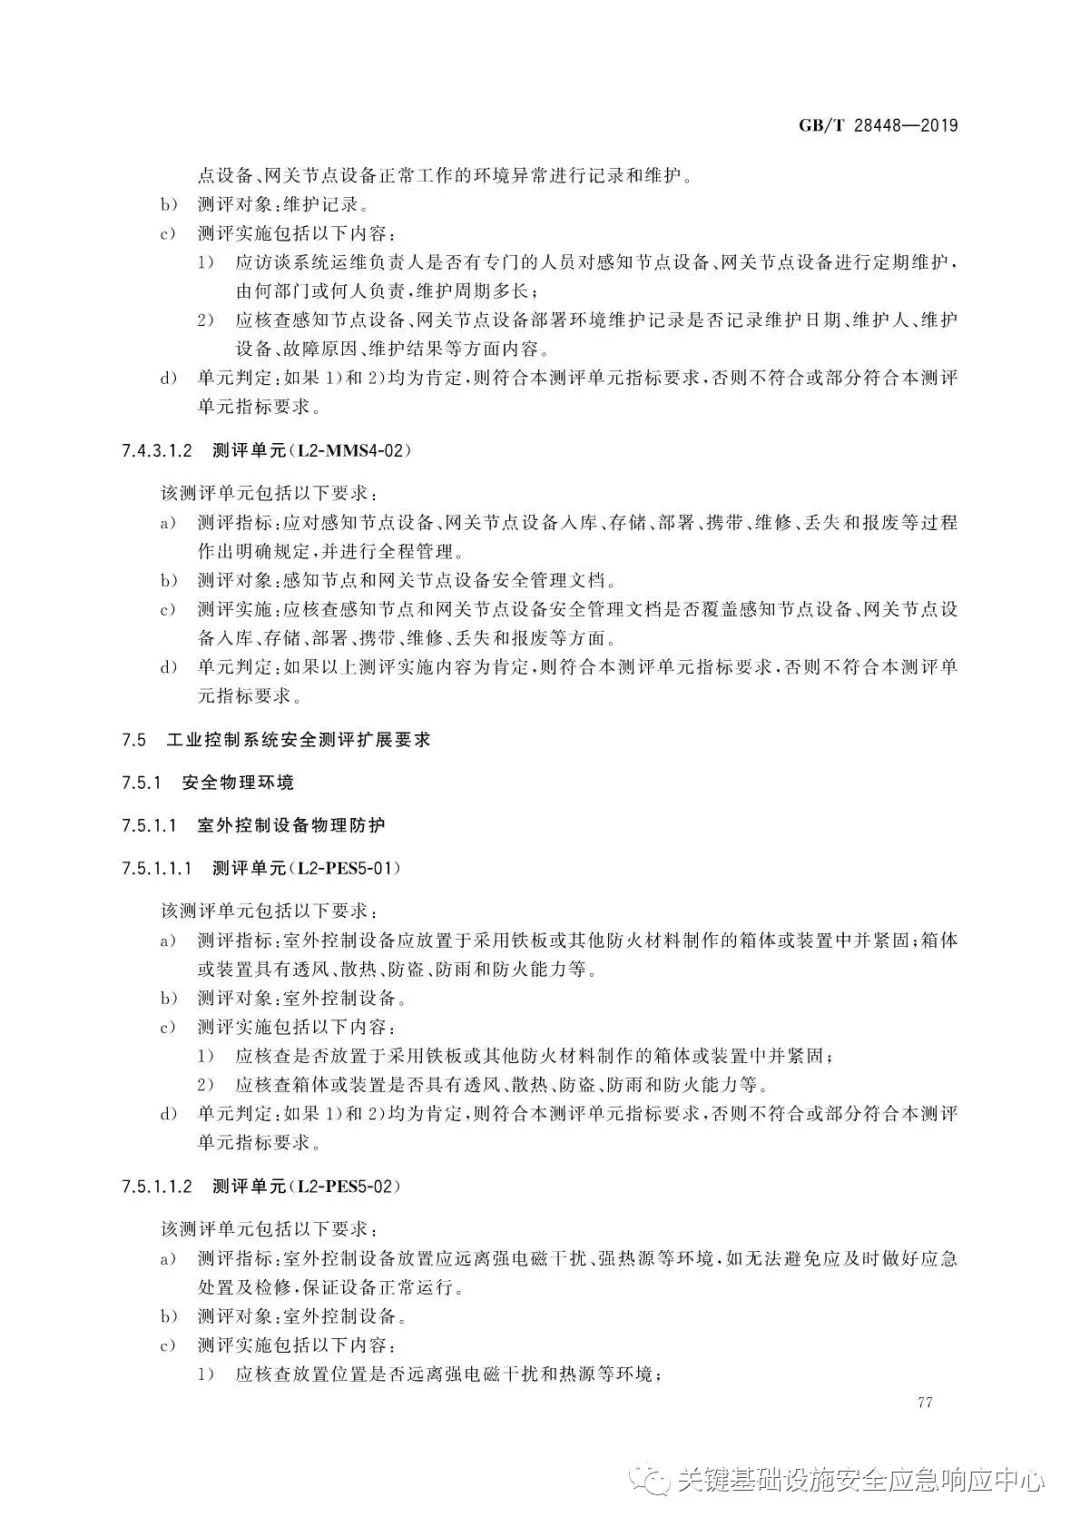 GB/T 28448—2019
点设备、网关节点设备正常工作的环境异常进行记录和维护。
b) 测评对象:维护记录。
c) 测评实施包括以下内容:
1) 应访谈系统运维负责人是否有专门的人员对感知节点设备、网关节点设备进行定期维护,
由何部门或何人负责,维护周期多长;
2) 应核查感知节点设备、网关节点设备部署环境维护记录是否记录维护日期、维护人、维护
设备、故障原因、维护结果等方面内容。
d) 单元判定:如果1)和2)均为肯定,则符合本测评单元指标要求,否则不符合或部分符合本测评
单元指标要求。
7.4.3.1.2 测评单元(L2-MMS4-02)
该测评单元包括以下要求:
a) 测评指标:应对感知节点设备、网关节点设备入库、存储、部署、携带、维修、丢失和报废等过程
作出明确规定,并进行全程管理。
b) 测评对象:感知节点和网关节点设备安全管理文档。
c) 测评实施:应核查感知节点和网关节点设备安全管理文档是否覆盖感知节点设备、网关节点设
备入库、存储、部署、携带、维修、丢失和报废等方面。
d) 单元判定:如果以上测评实施内容为肯定,则符合本测评单元指标要求,否则不符合本测评单
元指标要求。
7.5 工业控制系统安全测评扩展要求
7.5.1 安全物理环境
7.5.1.1 室外控制设备物理防护
7.5.1.1.1 测评单元(L2-PES5-01)
该测评单元包括以下要求:
a) 测评指标:室外控制设备应放置于采用铁板或其他防火材料制作的箱体或装置中并紧固;箱体
或装置具有透风、散热、防盗、防雨和防火能力等。
b) 测评对象:室外控制设备。
c) 测评实施包括以下内容:
1) 应核查是否放置于采用铁板或其他防火材料制作的箱体或装置中并紧固;
2) 应核查箱体或装置是否具有透风、散热、防盗、防雨和防火能力等。
d) 单元判定:如果1)和2)均为肯定,则符合本测评单元指标要求,否则不符合或部分符合本测评
单元指标要求。
7.5.1.1.2 测评单元(L2-PES5-02)
该测评单元包括以下要求:
a) 测评指标:室外控制设备放置应远离强电磁干扰、强热源等环境,如无法避免应及时做好应急
处置及检修,保证设备正常运行。
b) 测评对象:室外控制设备。
c) 测评实施包括以下内容:
1) 应核查放置位置是否远离强电磁干扰和热源等环境;
77
关键基础设施安全应急响应中心